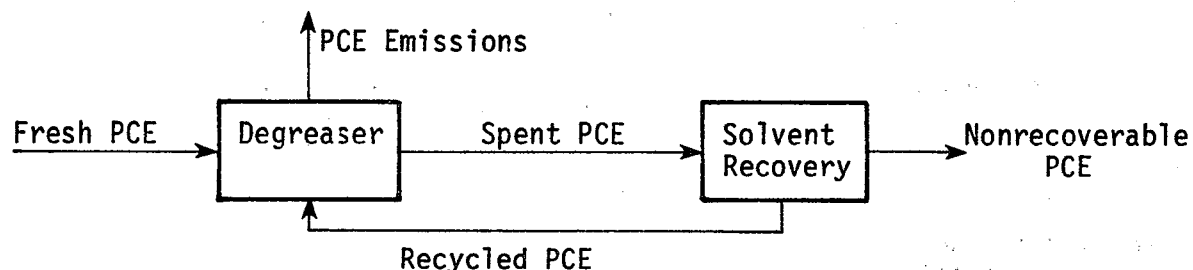 PCE Emissions
Fresh PCE
Degreaser
Spent PCE
Solvent
Recovery
Nonrecoverable
PCE
Recycled PCE